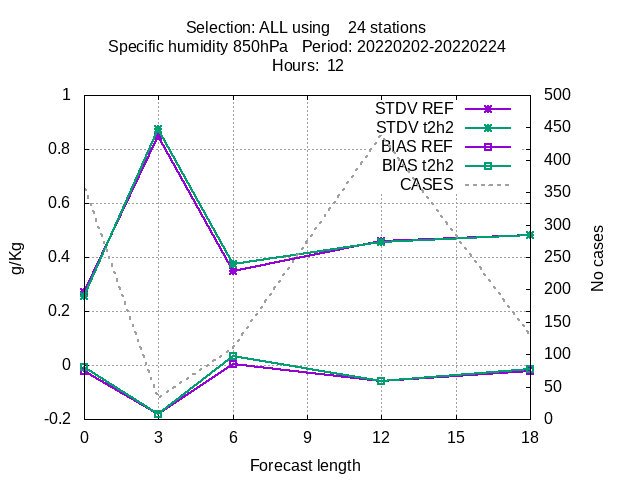 Selection: ALL using 24 stations
Specific humidity 850hPa Period: 20220202-20220224
Hours: 12
STDV REF
STDV t2h2
BIAS REF
BIAS t2h2
CASES
1
0.8
0.6
0.4
0.2
0
-0.2
g/Kg
500
450
400
350
300
250
200
150
100
50
0
No cases
0 3 6 9 12 15 18
Forecast length